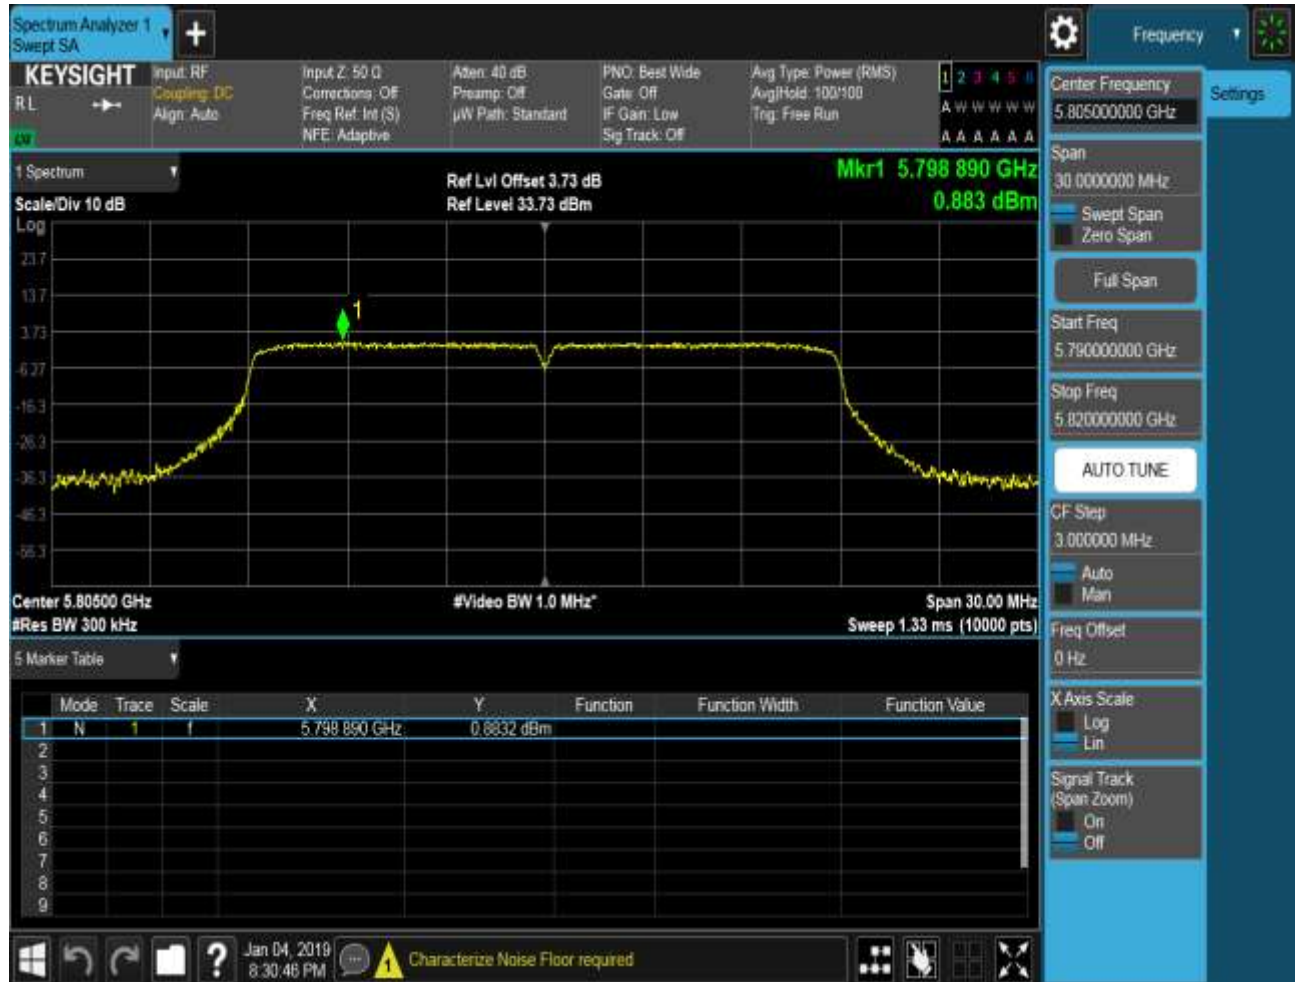 Spectrum Analyzer 1
Swept SA
+
Frequency
KEYSIGHT
RL
Input: RF
Coupling: DC
Align: Auto
Input Z: 50 Ω
Corrections: Off
Freq Ref: Int (S)
NFE: Adaptive
Atten: 40 dB
Preamp: Off
µW Path: Standard
PNO: Best Wide
Gate: Off
IF Gain: Low
Sig Track: Off
Avg Type: Power (RMS)
Avg|Hold: 100/100
Trig: Free Run
1 2 3 4 5 6
A W W W W W
A A A A A A
1 Spectrum
Scale/Div 10 dB
Ref Lvl Offset 3.73 dB
Ref Level 33.73 dBm
Mkr1 5.798 890 GHz
0.883 dBm
Log
23.7
13.7
3.73
-6.27
-16.3
-26.3
-36.3
-46.3
-56.3
1
Center 5.80500 GHz
#Video BW 1.0 MHz*
Span 30.00 MHz
#Res BW 300 kHz
Sweep 1.33 ms (10000 pts)
5 Marker Table
Mode Trace Scale X Y Function Function Width Function Value
1 N 1 f 5.798 890 GHz 0.8832 dBm
2
3
4
5
6
7
8
9
Jan 04, 2019
8:30:46 PM
Characterize Noise Floor required
Settings
Center Frequency
5.805000000 GHz
Span
30.0000000 MHz
Swept Span
Zero Span
Full Span
Start Freq
5.790000000 GHz
Stop Freq
5.820000000 GHz
AUTO TUNE
CF Step
3.000000 MHz
Auto
Man
Freq Offset
0 Hz
X Axis Scale
Log
Lin
Signal Track
(Span Zoom)
On
Off